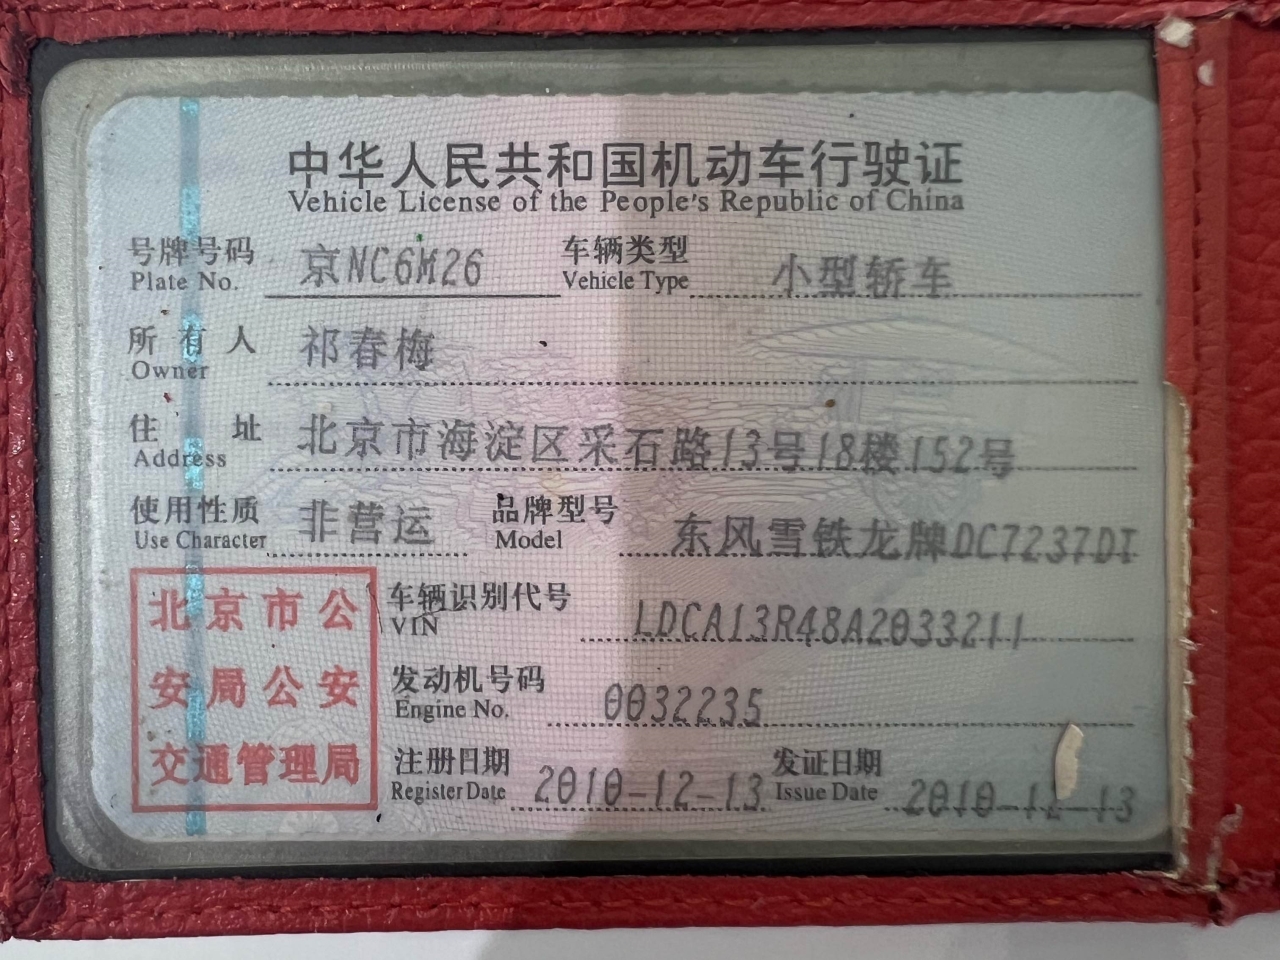 中华人民共和国机动车行驶证
Vehicle License of the People's Republic of China
号牌号码 京NC6M26 车辆类型 小型轿车
Plate No. Vehicle Type
所有人 祁春梅
Owner
住址 北京市海淀区采石路13号18楼152号
Address
使用性质 非营运 品牌型号 东风雪铁龙牌DC7237DT
Use Character Model
北京市公安局公安交通管理局
车辆识别代号 LDCA13R48A2033211
VIN
发动机号码 0032235
Engine No.
注册日期 2010-12-13 发证日期 2010-12-13
Register Date Issue Date